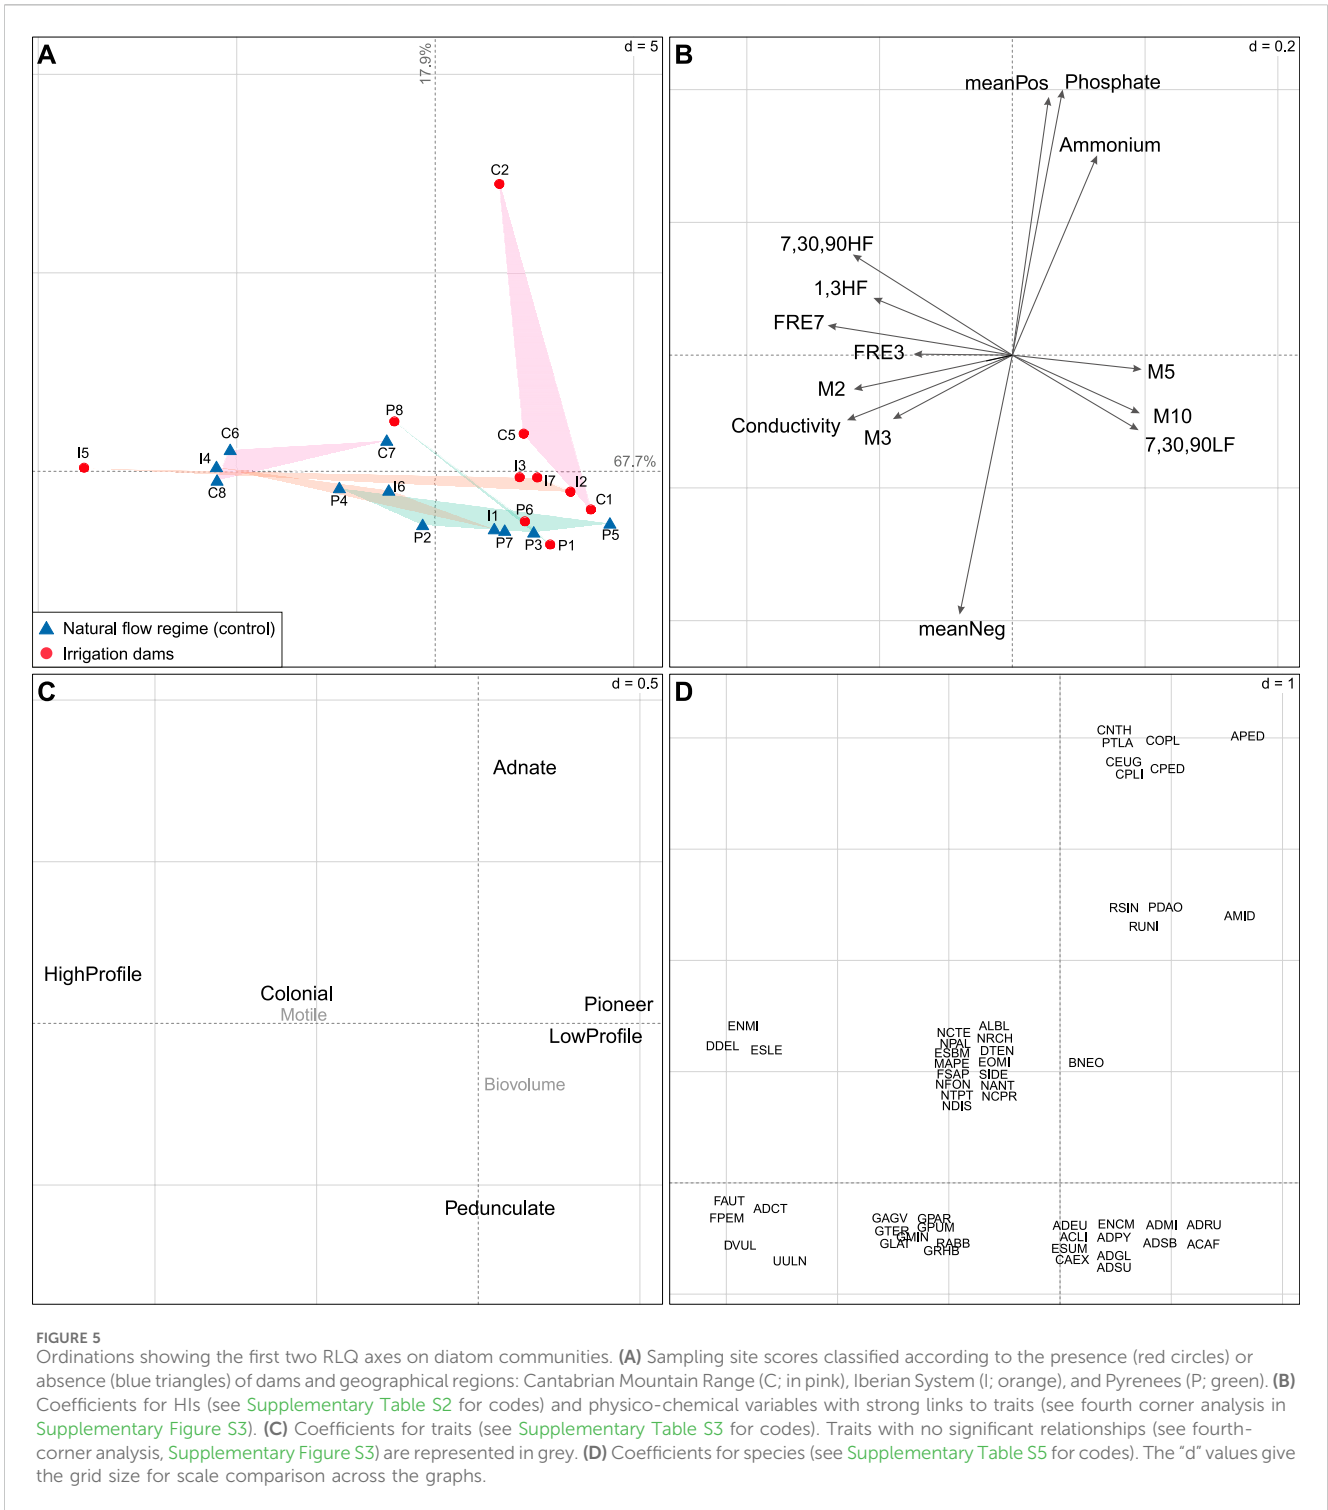 A
17.9%
d = 5
C2
P8
C6
C7
C5
I5
I4
C8
67.7%
I3
I7
I2
P4
I6
C1
P2
I1
P7
P6
P3
P1
P5
Natural flow regime (control)
Irrigation dams
B
d = 0.2
meanPos
Phosphate
Ammonium
7,30,90HF
1,3HF
FRE7
FRE3
M2
Conductivity
M3
M5
M10
7,30,90LF
meanNeg
C
d = 0.5
Adnate
HighProfile
Colonial
Motile
Pioneer
LowProfile
Biovolume
Pedunculate
D
d = 1
CNTH
PTLA
COPL
APED
CEUG
CPLI
CPED
RSIN
PDAO
RUNI
AMID
ENMI
DDEL
ESLE
NCTE
ALBL
NPAL
NRCH
ESBM
DTEN
MAPE
EOMI
FSAP
SIDE
NFON
NANT
NTPT
NCPR
NDIS
BNEO
FAUT
ADCT
FPEM
DVUL
UULN
GAGV
GPAR
GTER
GPUM
GMIN
GLAT
RABB
GRHB
ADEU
ENCM
ADMI
ADRU
ACLI
ADPY
ESUM
ADSB
ACAF
CAEX
ADGL
ADSU
FIGURE 5
Ordinations showing the first two RLQ axes on diatom communities. (A) Sampling site scores classified according to the presence (red circles) or
absence (blue triangles) of dams and geographical regions: Cantabrian Mountain Range (C; in pink), Iberian System (I; orange), and Pyrenees (P; green). (B)
Coefficients for HIs (see Supplementary Table S2 for codes) and physico-chemical variables with strong links to traits (see fourth corner analysis in
Supplementary Figure S3). (C) Coefficients for traits (see Supplementary Table S3 for codes). Traits with no significant relationships (see fourth-
corner analysis, Supplementary Figure S3) are represented in grey. (D) Coefficients for species (see Supplementary Table S5 for codes). The “d” values give
the grid size for scale comparison across the graphs.